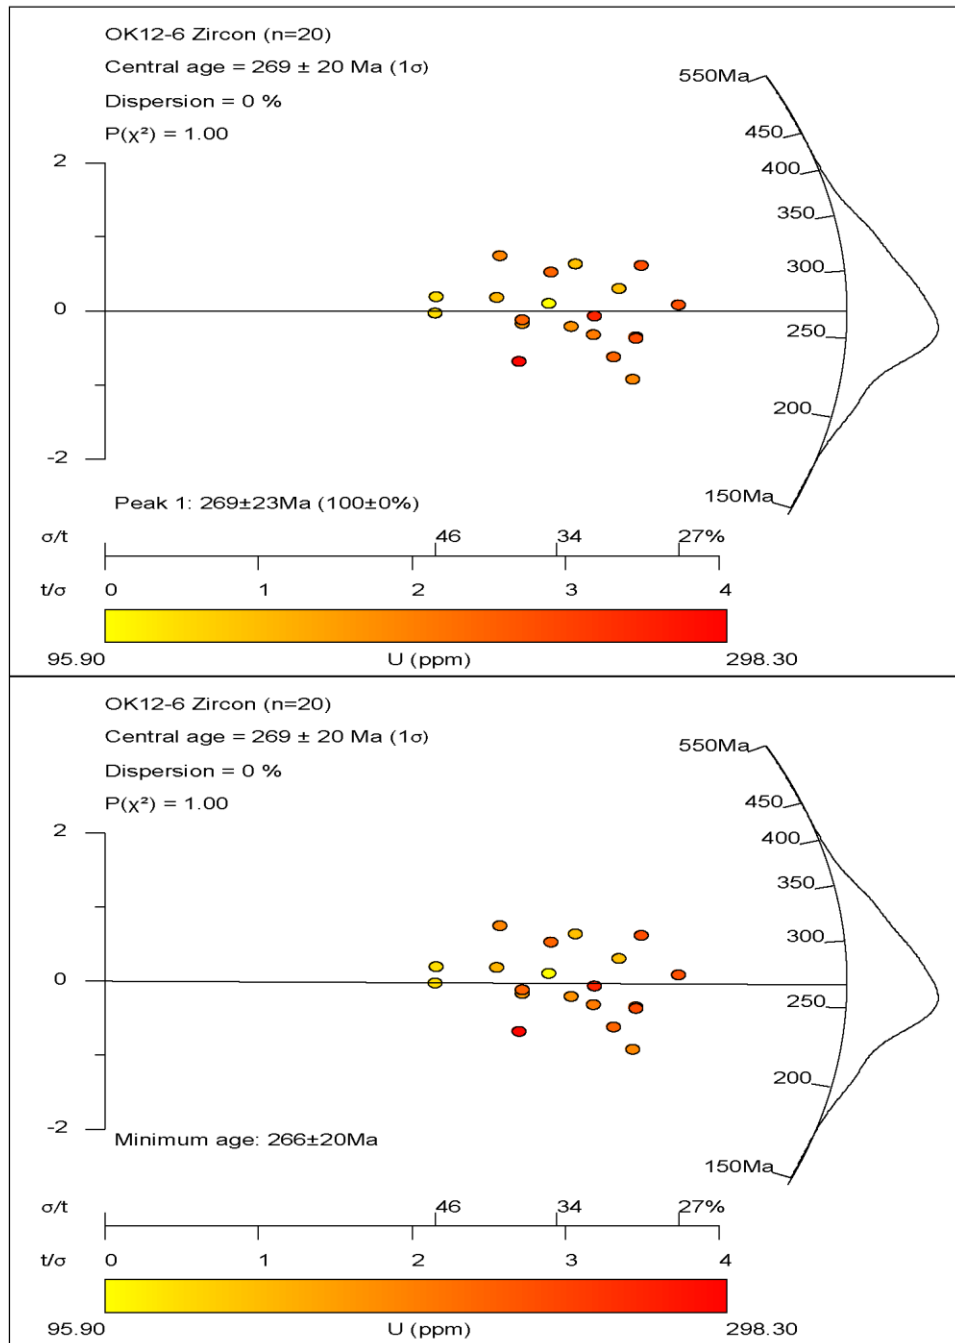 OK12-6 Zircon (n=20)
Central age = 269 ± 20 Ma (1σ)
Dispersion = 0 %
P(χ²) = 1.00
550Ma
450
400
350
300
250
200
150Ma
2
0
-2
Peak 1: 269±23Ma (100±0%)
σ/t 46 34 27%
t/σ 0 1 2 3 4
95.90 U (ppm) 298.30
OK12-6 Zircon (n=20)
Central age = 269 ± 20 Ma (1σ)
Dispersion = 0 %
P(χ²) = 1.00
550Ma
450
400
350
300
250
200
150Ma
2
0
-2
Minimum age: 266±20Ma
σ/t 46 34 27%
t/σ 0 1 2 3 4
95.90 U (ppm) 298.30